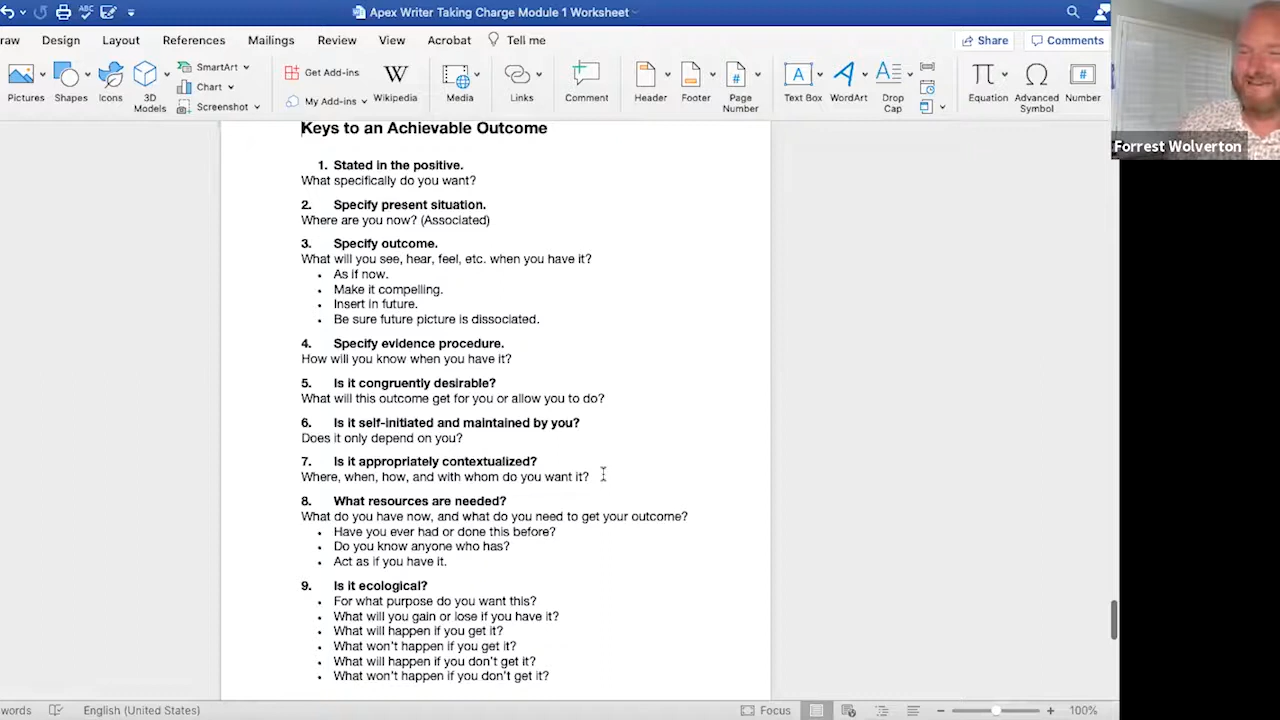 Apex Writer Taking Charge Module 1 Worksheet
raw Design Layout References Mailings Review View Acrobat Tell me Share Comments
SmartArt Get Add-ins
Chart
Screenshot My Add-ins
Pictures Shapes Icons 3D Models Wikipedia Media Links Comment Header Footer Page Number Text Box WordArt Drop Cap Equation Advanced Symbol Number
Forrest Wolverton
Keys to an Achievable Outcome
1. Stated in the positive.
What specifically do you want?
2. Specify present situation.
Where are you now? (Associated)
3. Specify outcome.
What will you see, hear, feel, etc. when you have it?
• As if now.
• Make it compelling.
• Insert in future.
• Be sure future picture is dissociated.
4. Specify evidence procedure.
How will you know when you have it?
5. Is it congruently desirable?
What will this outcome get for you or allow you to do?
6. Is it self-initiated and maintained by you?
Does it only depend on you?
7. Is it appropriately contextualized?
Where, when, how, and with whom do you want it?
8. What resources are needed?
What do you have now, and what do you need to get your outcome?
• Have you ever had or done this before?
• Do you know anyone who has?
• Act as if you have it.
9. Is it ecological?
• For what purpose do you want this?
• What will you gain or lose if you have it?
• What will happen if you get it?
• What won't happen if you get it?
• What will happen if you don't get it?
• What won't happen if you don't get it?
words English (United States) Focus 100%